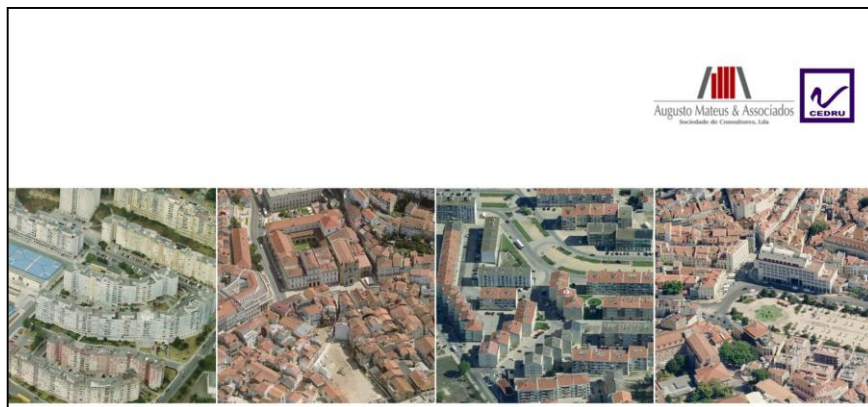 Augusto Mateus & Associados
Sociedade de Consultores, Lda
CEDRU